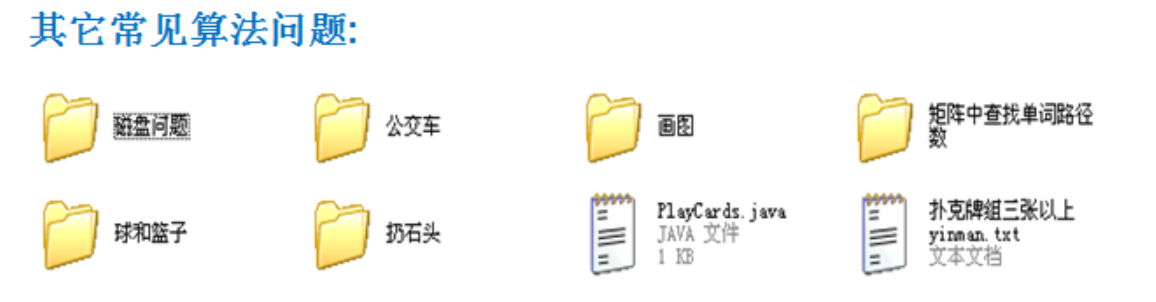 其它常见算法问题:
磁盘问题
公交车
画图
矩阵中查找单词路径
数
球和篮子
扔石头
PlayCards.java
JAVA 文件
1 KB
扑克牌组三张以上
yinman.txt
文本文档